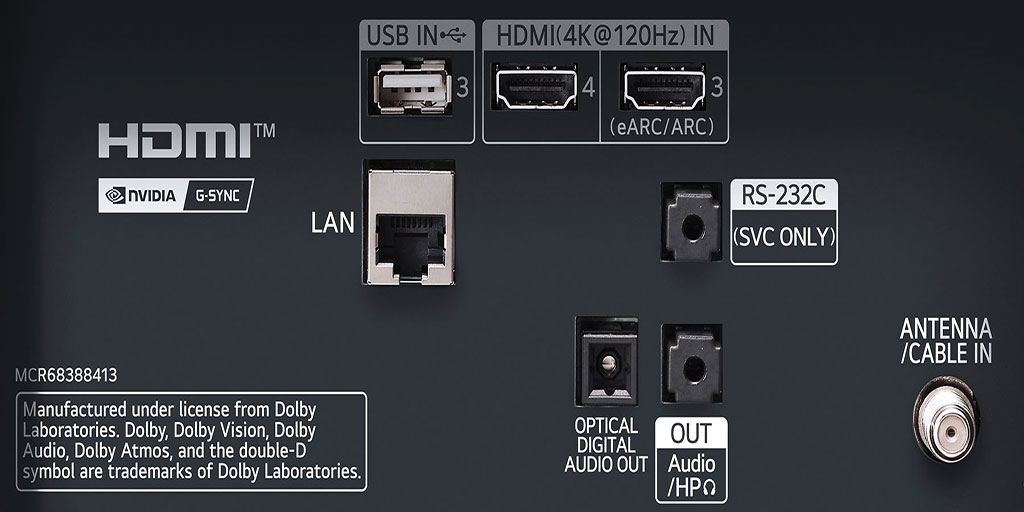 USB IN
HDMI(4K@120Hz) IN
3
4
3
(eARC/ARC)
HDMI™
NVIDIA G-SYNC
LAN
RS-232C
(SVC ONLY)
ANTENNA
/CABLE IN
MCR68388413
Manufactured under license from Dolby
Laboratories. Dolby, Dolby Vision, Dolby
Audio, Dolby Atmos, and the double-D
symbol are trademarks of Dolby Laboratories.
OPTICAL
DIGITAL
AUDIO OUT
OUT
Audio
/HP